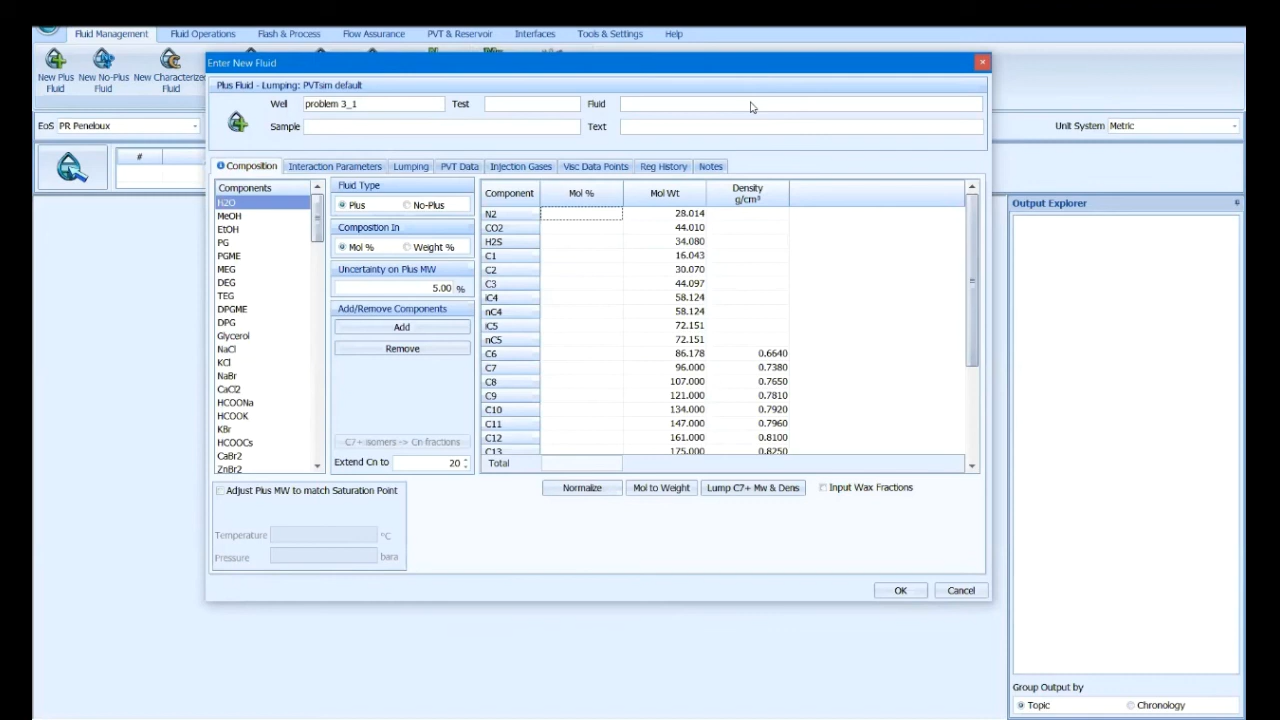 Fluid Management Fluid Operations Flash & Process Flow Assurance PVT & Reservoir Interfaces Tools & Settings Help
New Plus Fluid New No-Plus Fluid New Characterized Fluid
EoS PR Peneloux Unit System Metric
#
Enter New Fluid
Plus Fluid - Lumping: PVTsim default
Well problem 3_1 Test Fluid
Sample Text
Composition Interaction Parameters Lumping PVT Data Injection Gases Visc Data Points Reg History Notes
Components
H2O
MeOH
EtOH
PG
PGME
MEG
DEG
TEG
DPGME
DPG
Glycerol
NaCl
KCl
NaBr
CaCl2
HCOONa
HCOOK
KBr
HCOOCs
CaBr2
ZnBr2
Fluid Type
Plus No-Plus
Compostion In
Mol % Weight %
Uncertainty on Plus MW
5.00 %
Add/Remove Components
Add
Remove
C7+ isomers -> Cn fractions
Extend Cn to 20
Component Mol % Mol Wt Density g/cm³
N2 28.014
CO2 44.010
H2S 34.080
C1 16.043
C2 30.070
C3 44.097
iC4 58.124
nC4 58.124
iC5 72.151
nC5 72.151
C6 86.178 0.6640
C7 96.000 0.7380
C8 107.000 0.7650
C9 121.000 0.7810
C10 134.000 0.7920
C11 147.000 0.7960
C12 161.000 0.8100
C13 175.000 0.8250
Total
Normalize Mol to Weight Lump C7+ Mw & Dens Input Wax Fractions
Adjust Plus MW to match Saturation Point
Temperature °C
Pressure bara
OK Cancel
Output Explorer
Group Output by
Topic Chronology